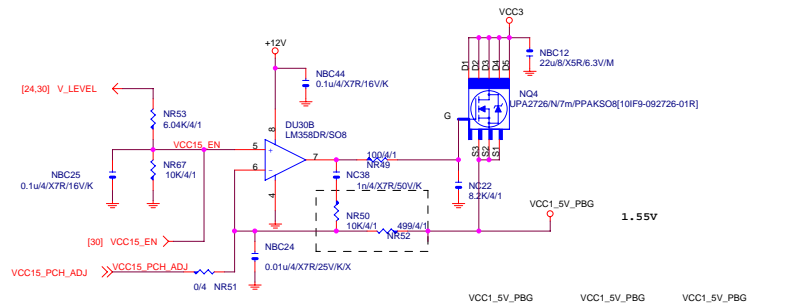 VCC3
+12V
D1
D2
D3
D4
D5
NBC12
22u/8/X5R/6.3V/M
NBC44
0.1u/4/X7R/16V/K
[24,30] V_LEVEL
NQ4
UPA2726/N/7m/PPAKSO8[10IF9-092726-01R]
NR53
6.04K/4/1
DU30B
LM358DR/SO8
G
8
VCC15_EN
5
+
7
100/4/1
NR49
S3
S2
S1
NBC25
0.1u/4/X7R/16V/K
NR67
10K/4/1
6
-
4
NC38
1n/4/X7R/50V/K
NC22
8.2K/4/1
NR50
10K/4/1
499/4/1
NR52
VCC1_5V_PBG
1.55V
[30] VCC15_EN
NBC24
0.01u/4/X7R/25V/K/X
VCC15_PCH_ADJ
VCC15_PCH_ADJ
0/4 NR51
VCC1_5V_PBG
VCC1_5V_PBG
VCC1_5V_PBG